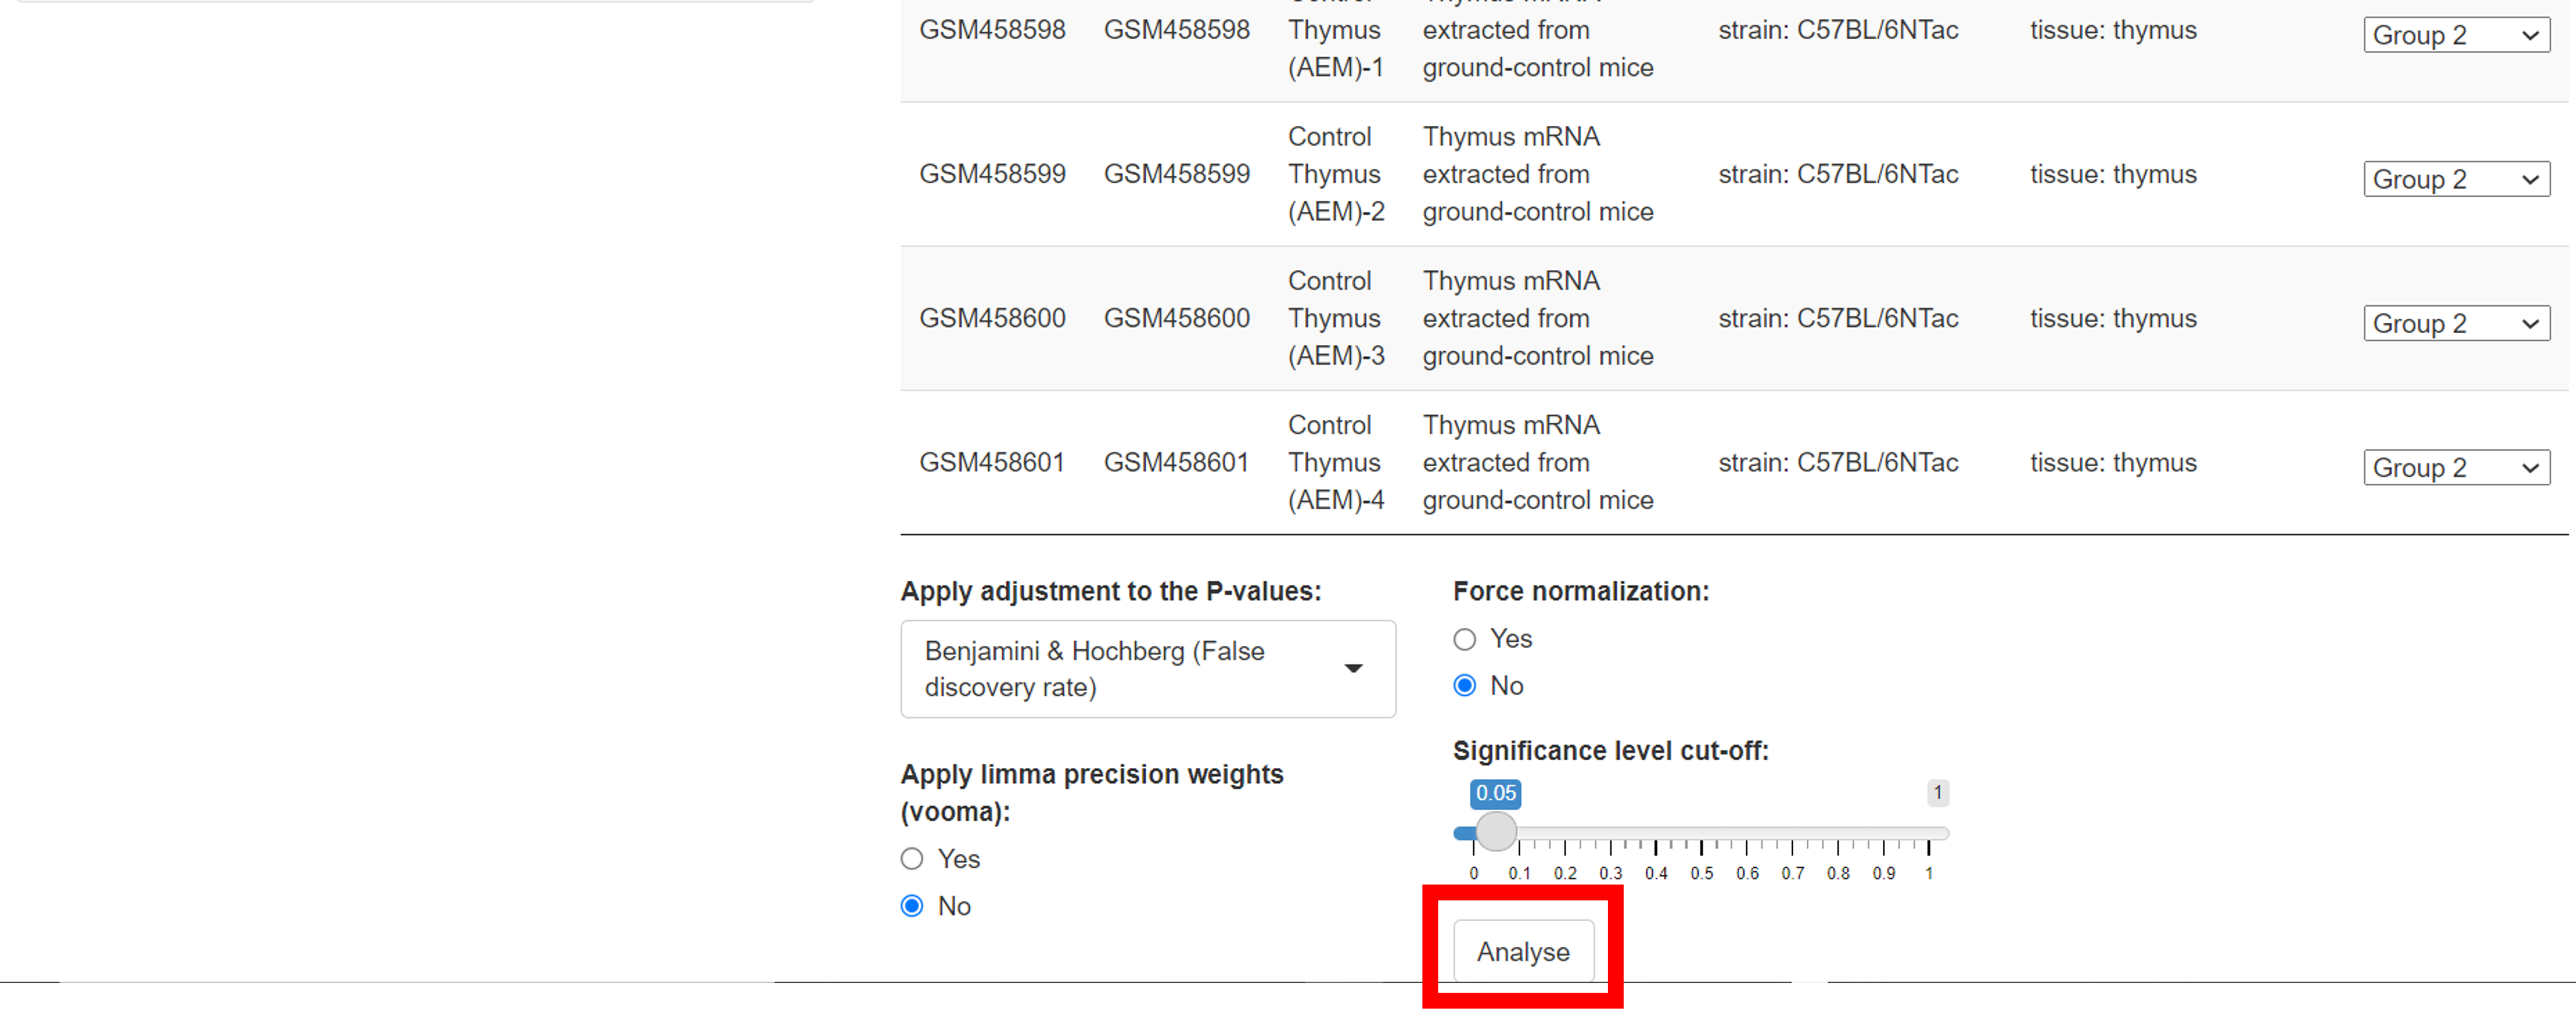 GSM458598 GSM458598 Thymus extracted from strain: C57BL/6NTac tissue: thymus Group 2
(AEM)-1 ground-control mice
Control Thymus mRNA
GSM458599 GSM458599 Thymus extracted from strain: C57BL/6NTac tissue: thymus Group 2
(AEM)-2 ground-control mice
Control Thymus mRNA
GSM458600 GSM458600 Thymus extracted from strain: C57BL/6NTac tissue: thymus Group 2
(AEM)-3 ground-control mice
Control Thymus mRNA
GSM458601 GSM458601 Thymus extracted from strain: C57BL/6NTac tissue: thymus Group 2
(AEM)-4 ground-control mice
Apply adjustment to the P-values:
Benjamini & Hochberg (False
discovery rate)
Apply limma precision weights
(vooma):
Yes
No
Force normalization:
Yes
No
Significance level cut-off:
0.05 1
0 0.1 0.2 0.3 0.4 0.5 0.6 0.7 0.8 0.9 1
Analyse